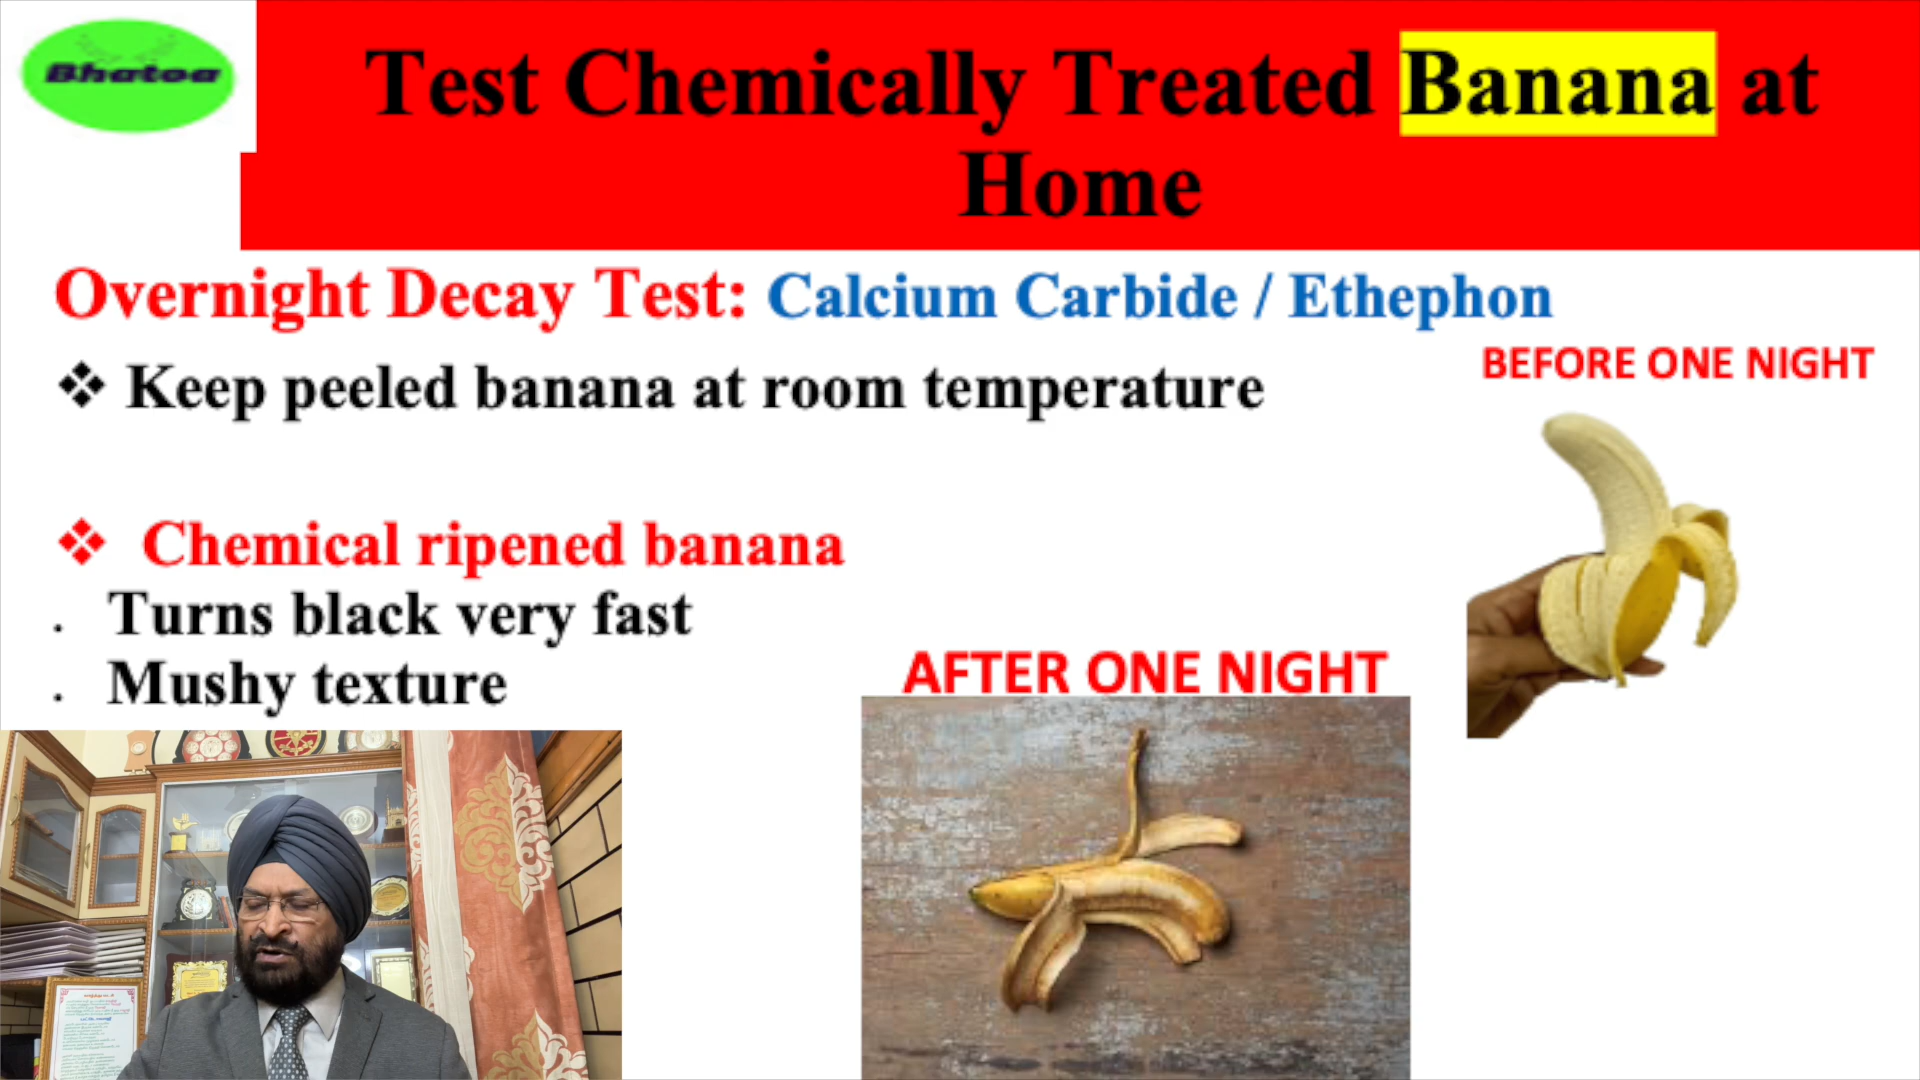 Bhatoa
Test Chemically Treated Banana at
Home
Overnight Decay Test: Calcium Carbide / Ethephon
❖ Keep peeled banana at room temperature
BEFORE ONE NIGHT
❖ Chemical ripened banana
. Turns black very fast
. Mushy texture
AFTER ONE NIGHT